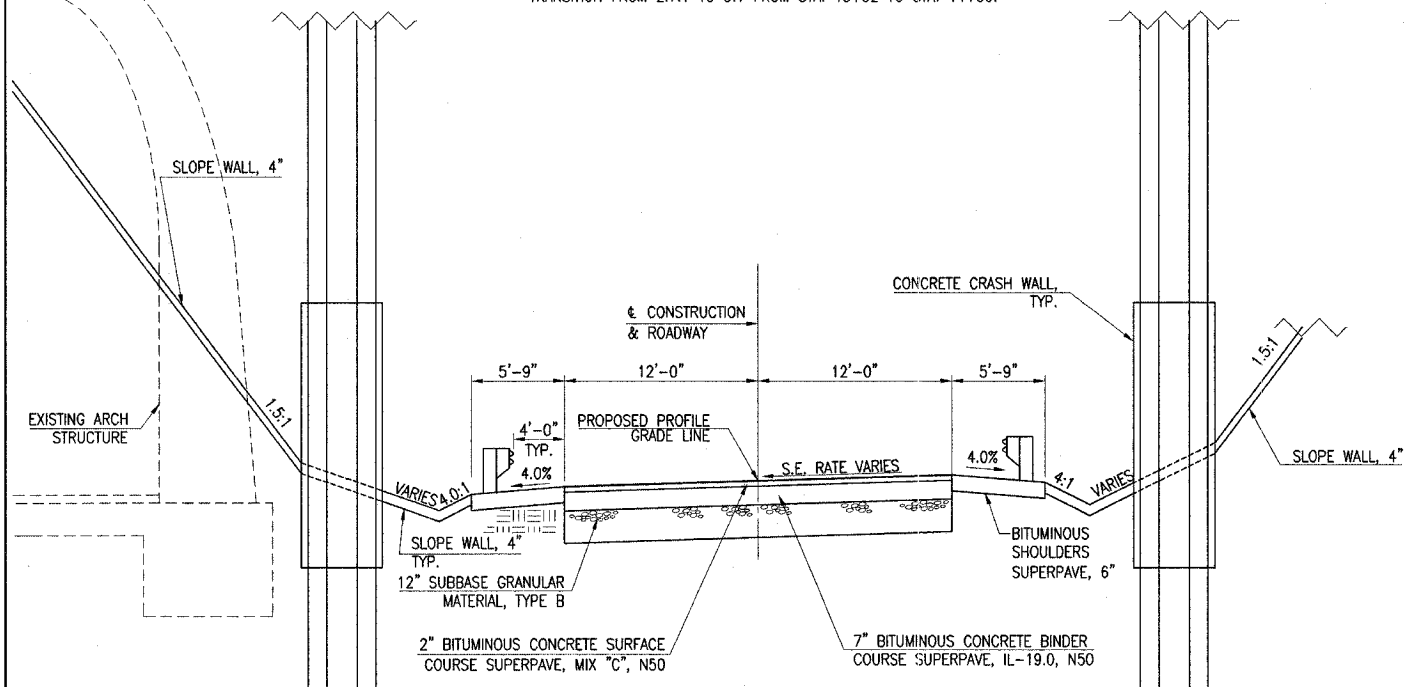 SLOPE WALL, 4"
CONCRETE CRASH WALL,
TYP.
℄ CONSTRUCTION
& ROADWAY
5'-9"
12'-0"
12'-0"
5'-9"
1.5:1
1.5:1
EXISTING ARCH
STRUCTURE
4'-0"
TYP.
PROPOSED PROFILE
GRADE LINE
4.0%
S.E. RATE VARIES
4.0%
SLOPE WALL, 4"
VARIES
4.0:1
4:1
VARIES
SLOPE WALL, 4"
TYP.
BITUMINOUS
SHOULDERS
SUPERPAVE, 6"
12" SUBBASE GRANULAR
MATERIAL, TYPE B
2" BITUMINOUS CONCRETE SURFACE
COURSE SUPERPAVE, MIX "C", N50
7" BITUMINOUS CONCRETE BINDER
COURSE SUPERPAVE, IL-19.0, N50